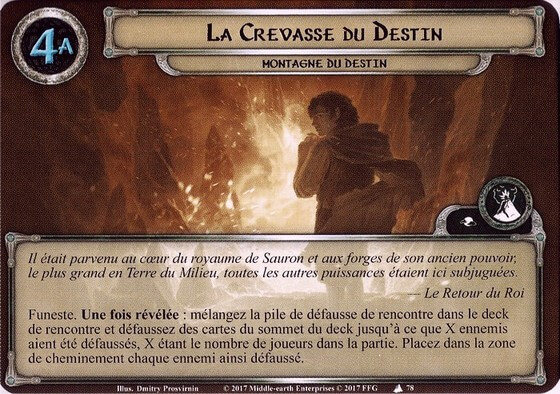 4A
LA CREVASSE DU DESTIN
MONTAGNE DU DESTIN
Il était parvenu au cœur du royaume de Sauron et aux forges de son ancien pouvoir,
le plus grand en Terre du Milieu, toutes les autres puissances étaient ici subjuguées.
— Le Retour du Roi
Funeste. Une fois révélée : mélangez la pile de défausse de rencontre dans le deck
de rencontre et défaussez des cartes du sommet du deck jusqu'à ce que X ennemis
aient été défaussés, X étant le nombre de joueurs dans la partie. Placez dans la zone
de cheminement chaque ennemi ainsi défaussé.
Illus. Dmitry Prosvirnin © 2017 Middle-earth Enterprises © 2017 FFG 78